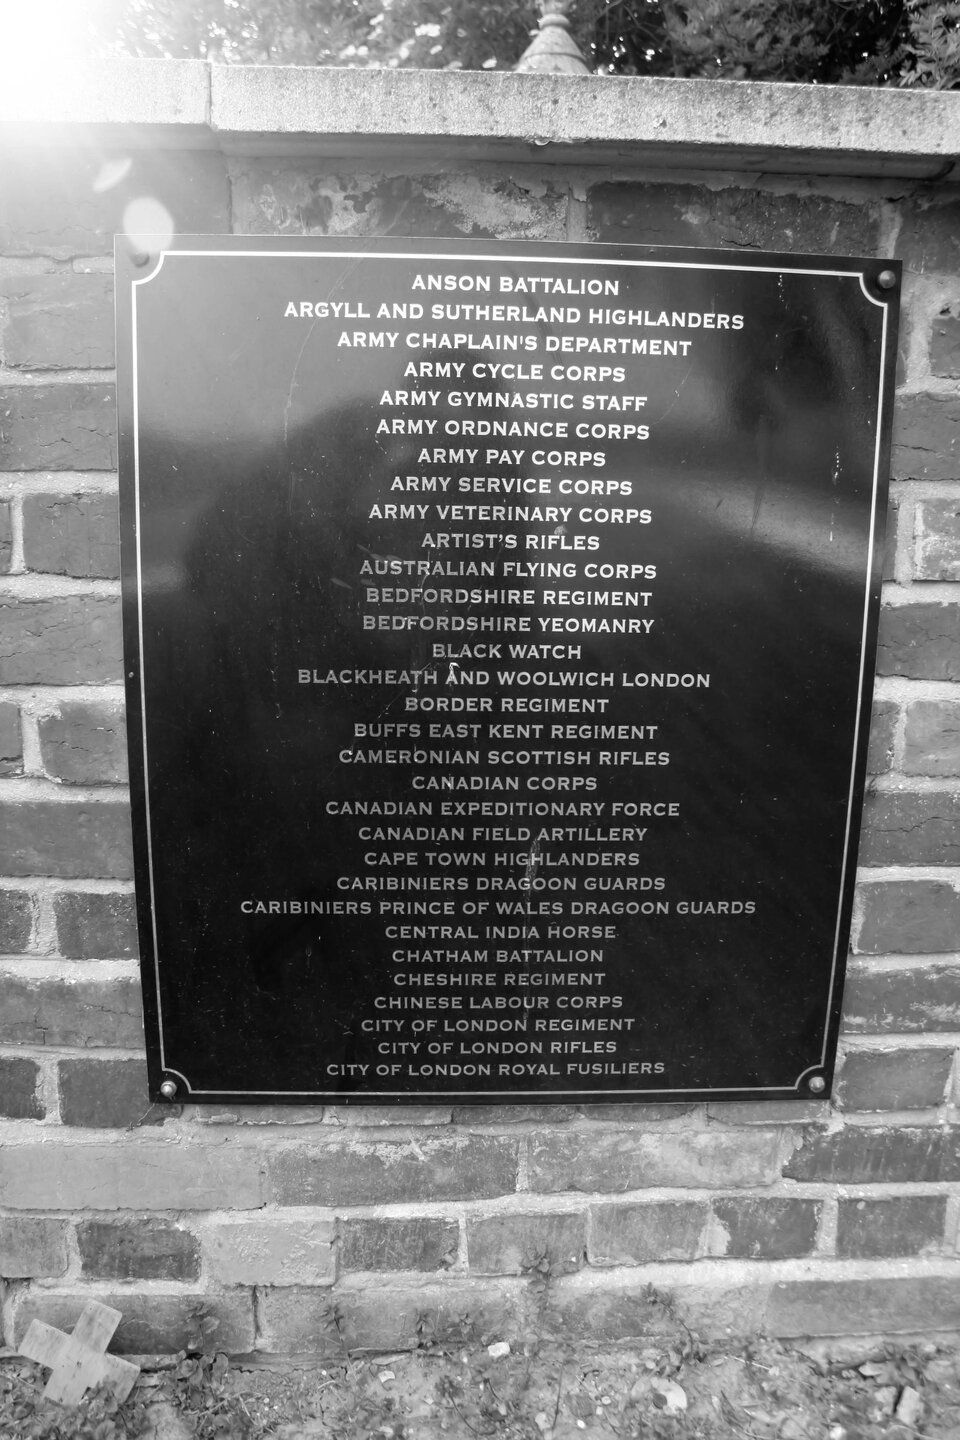 ANSON BATTALION
ARGYLL AND SUTHERLAND HIGHLANDERS
ARMY CHAPLAIN'S DEPARTMENT
ARMY CYCLE CORPS
ARMY GYMNASTIC STAFF
ARMY ORDNANCE CORPS
ARMY PAY CORPS
ARMY SERVICE CORPS
ARMY VETERINARY CORPS
ARTIST'S RIFLES
AUSTRALIAN FLYING CORPS
BEDFORDSHIRE REGIMENT
BEDFORDSHIRE YEOMANRY
BLACK WATCH
BLACKHEATH AND WOOLWICH LONDON
BORDER REGIMENT
BUFFS EAST KENT REGIMENT
CAMERONIAN SCOTTISH RIFLES
CANADIAN CORPS
CANADIAN EXPEDITIONARY FORCE
CANADIAN FIELD ARTILLERY
CAPE TOWN HIGHLANDERS
CARIBINIERS DRAGOON GUARDS
CARIBINIERS PRINCE OF WALES DRAGOON GUARDS
CENTRAL INDIA HORSE
CHATHAM BATTALION
CHESHIRE REGIMENT
CHINESE LABOUR CORPS
CITY OF LONDON REGIMENT
CITY OF LONDON RIFLES
CITY OF LONDON ROYAL FUSILIERS